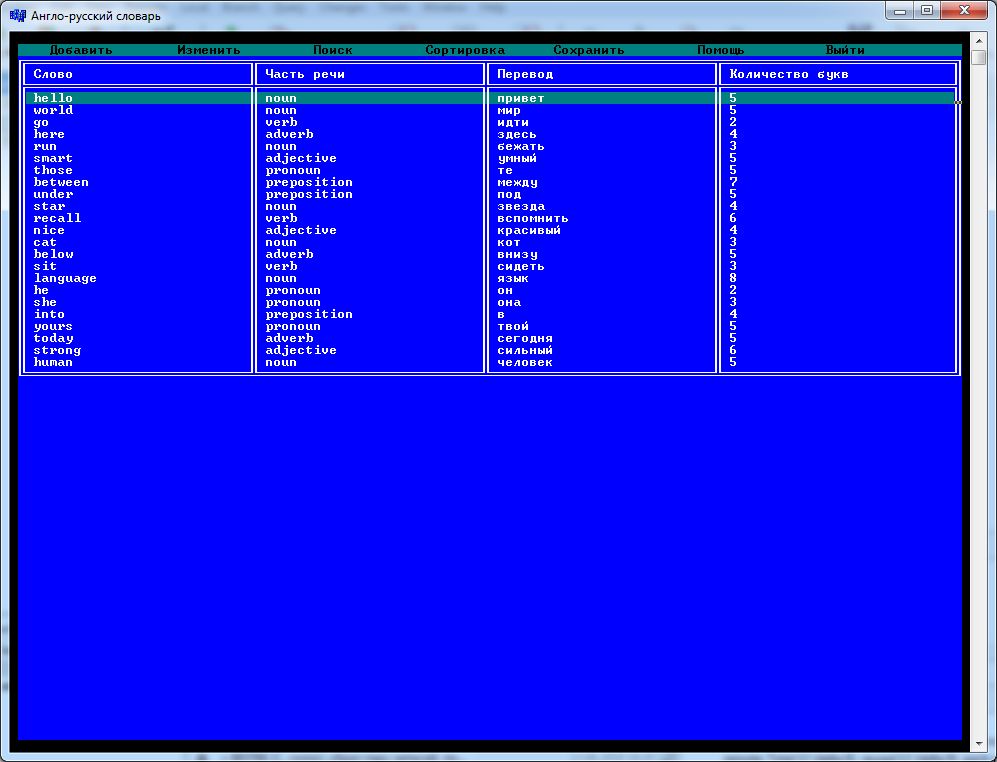 Англо-русский словарь
Добавить Изменить Поиск Сортировка Сохранить Помощь Выйти
Слово Часть речи Перевод Количество букв
hello noun привет 5
world noun мир 5
go verb идти 2
here adverb здесь 4
run noun бежать 3
smart adjective умный 5
those pronoun те 5
between preposition между 7
under preposition под 5
star noun звезда 4
recall verb вспомнить 6
nice adjective красивый 4
cat noun кот 3
below adverb внизу 5
sit verb сидеть 3
language noun язык 8
he pronoun он 2
she pronoun она 3
into preposition в 4
yours pronoun твой 5
today adverb сегодня 5
strong adjective сильный 6
human noun человек 5